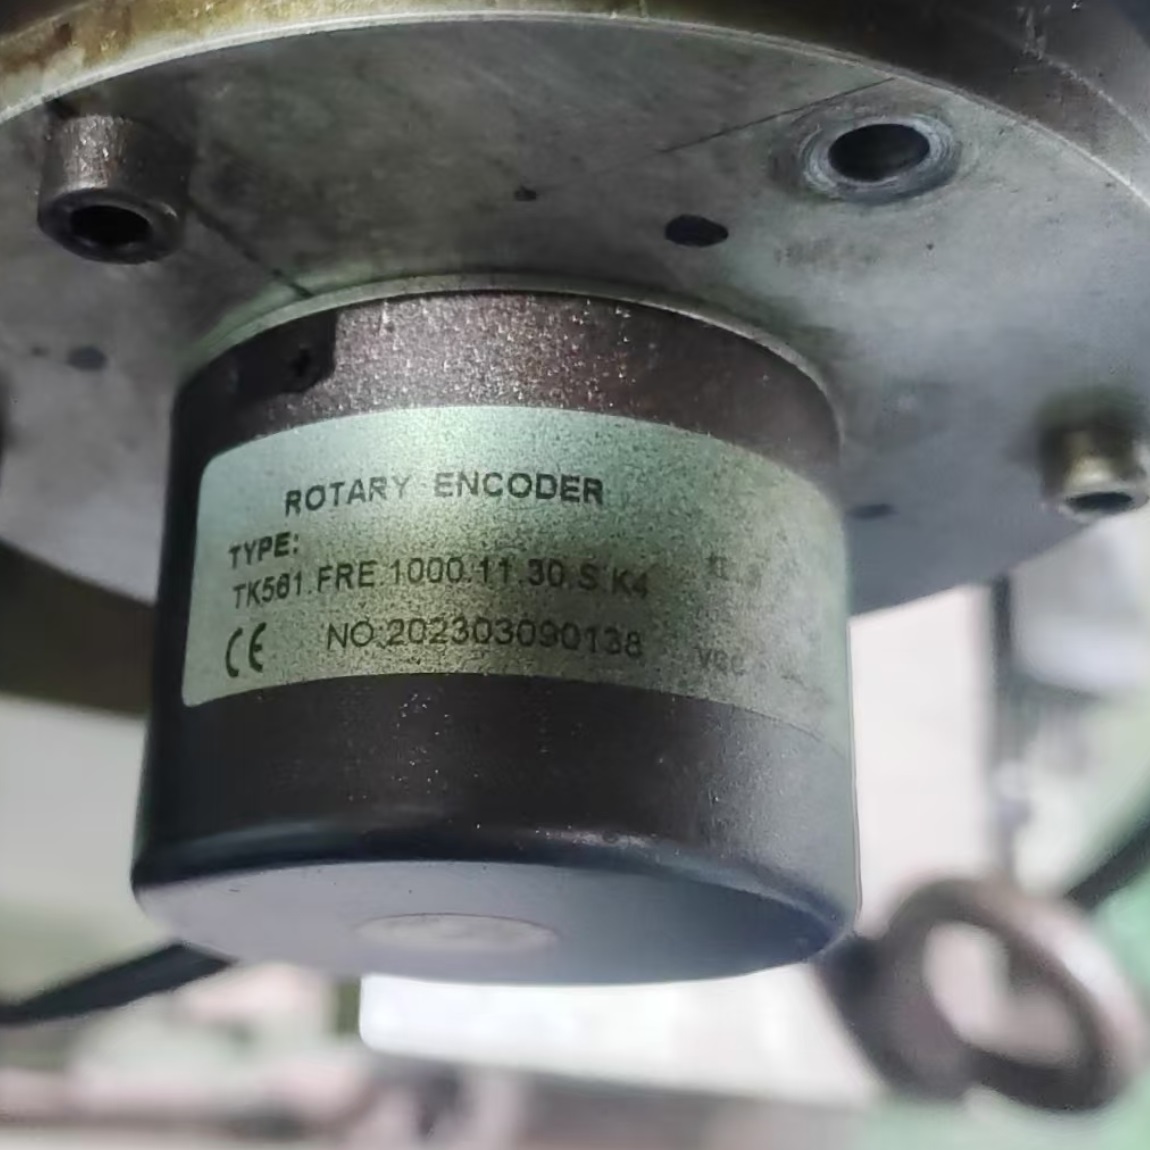 ROTARY ENCODER
TYPE:
TK561.FRE.1000.11.30.S.K4
CE NO:202303090138